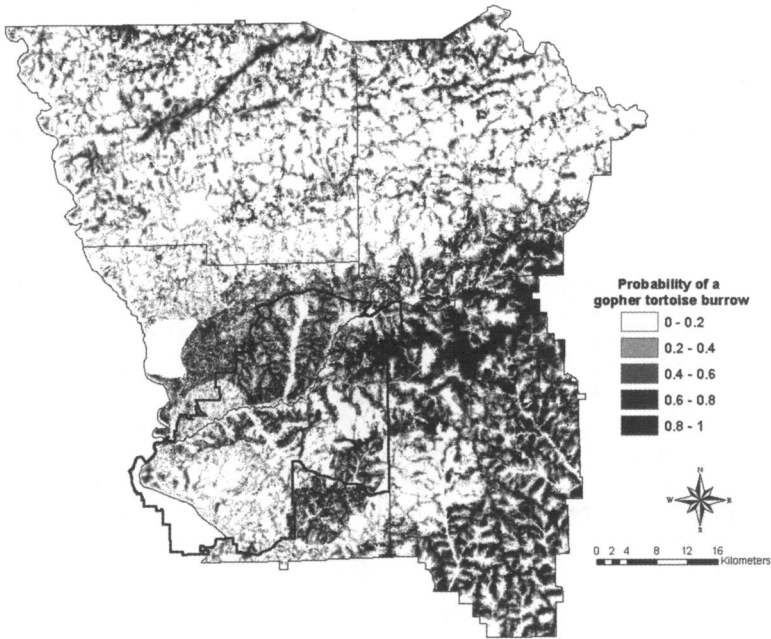 Probability of a
gopher tortoise burrow
0 - 0.2
0.2 - 0.4
0.4 - 0.6
0.6 - 0.8
0.8 - 1
N
W E
S
0 2 4 8 12 16
Kilometers